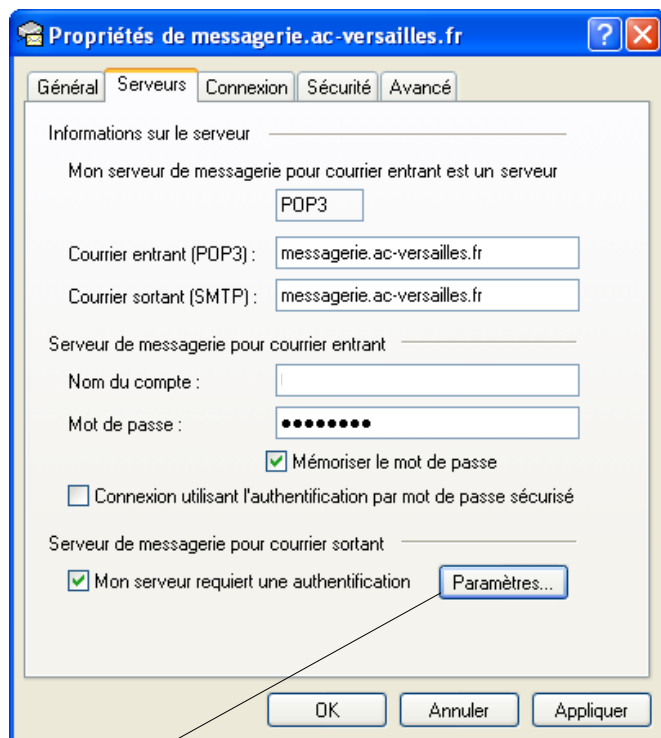 Propriétés de messagerie.ac-versailles.fr
Général Serveurs Connexion Sécurité Avancé
Informations sur le serveur
Mon serveur de messagerie pour courrier entrant est un serveur
POP3
Courrier entrant (POP3) : messagerie.ac-versailles.fr
Courrier sortant (SMTP) : messagerie.ac-versailles.fr
Serveur de messagerie pour courrier entrant
Nom du compte :
Mot de passe : ●●●●●●●●
Mémoriser le mot de passe
Connexion utilisant l'authentification par mot de passe sécurisé
Serveur de messagerie pour courrier sortant
Mon serveur requiert une authentification Paramètres...
OK Annuler Appliquer